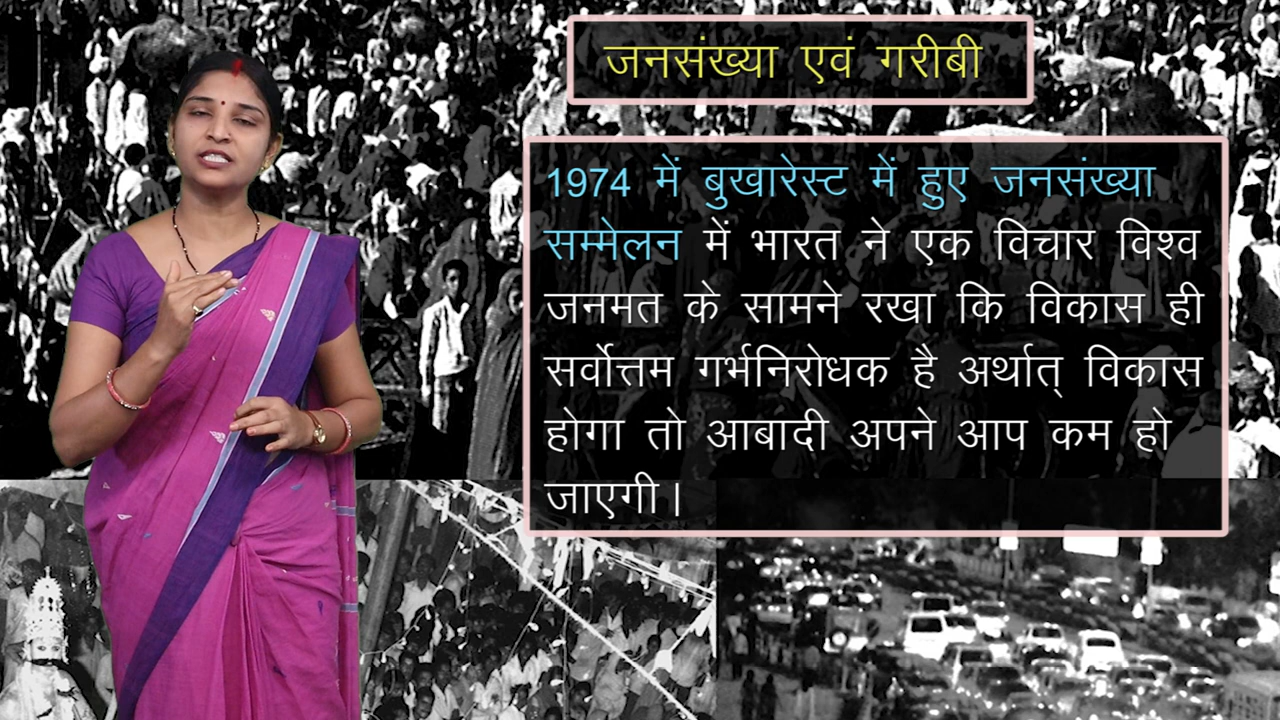 जनसंख्या एवं गरीबी
1974 में बुखारेस्ट में हुए जनसंख्या
सम्मेलन में भारत ने एक विचार विश्व
जनमत के सामने रखा कि विकास ही
सर्वोत्तम गर्भनिरोधक है अर्थात् विकास
होगा तो आबादी अपने आप कम हो
जाएगी।